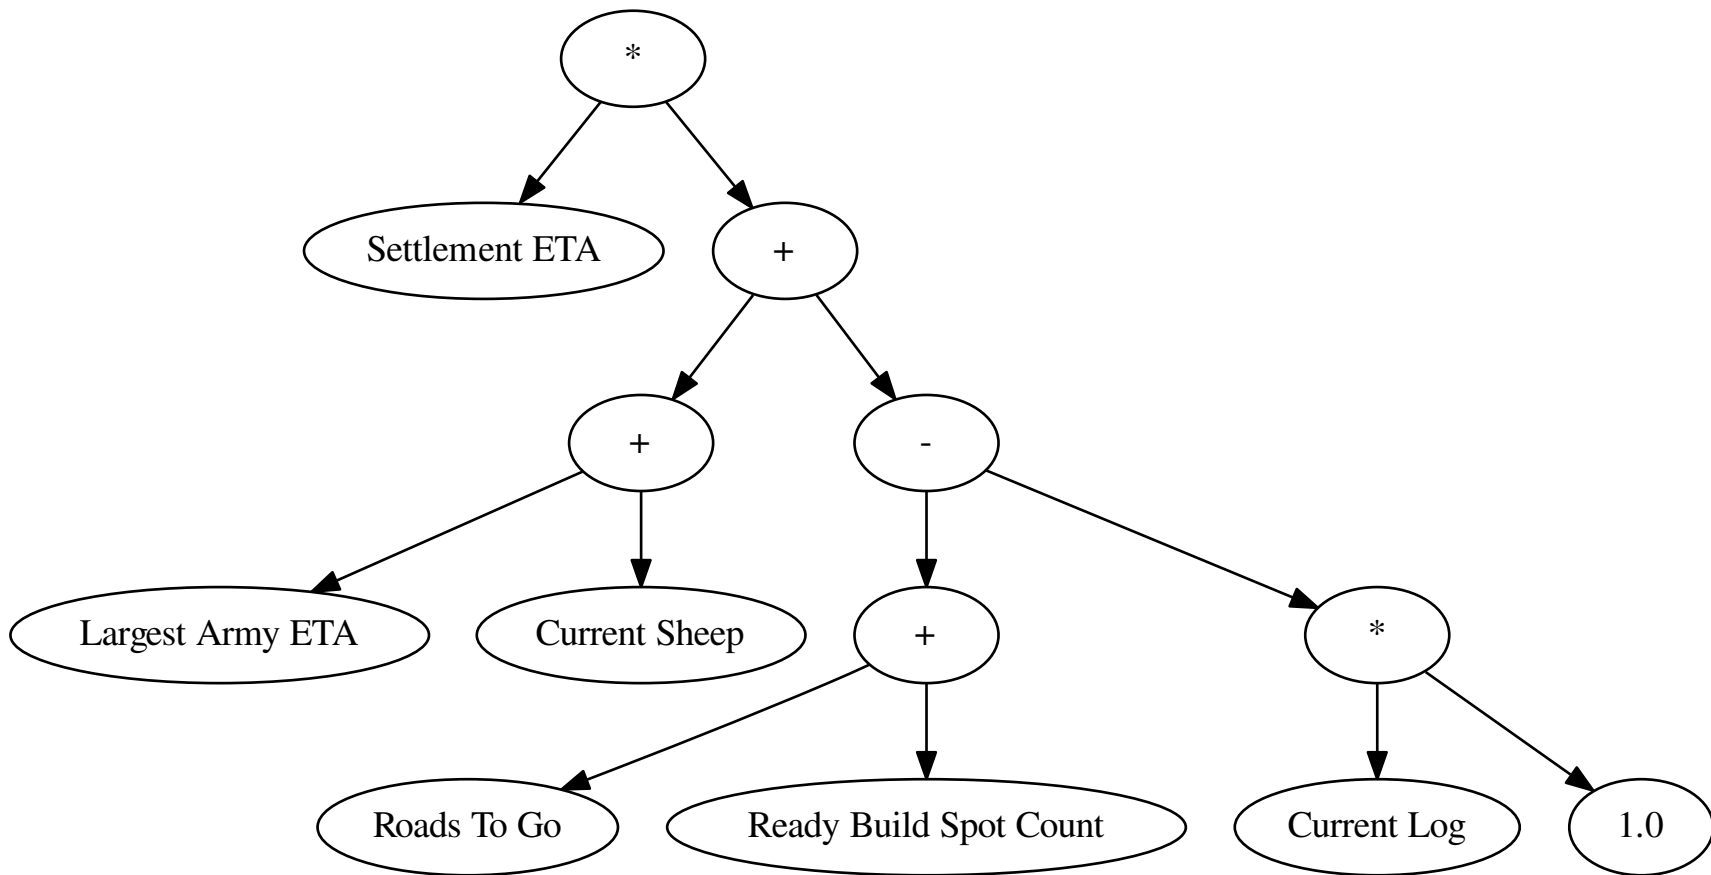 *
Settlement ETA
+
+
-
Largest Army ETA
Current Sheep
+
*
Roads To Go
Ready Build Spot Count
Current Log
1.0